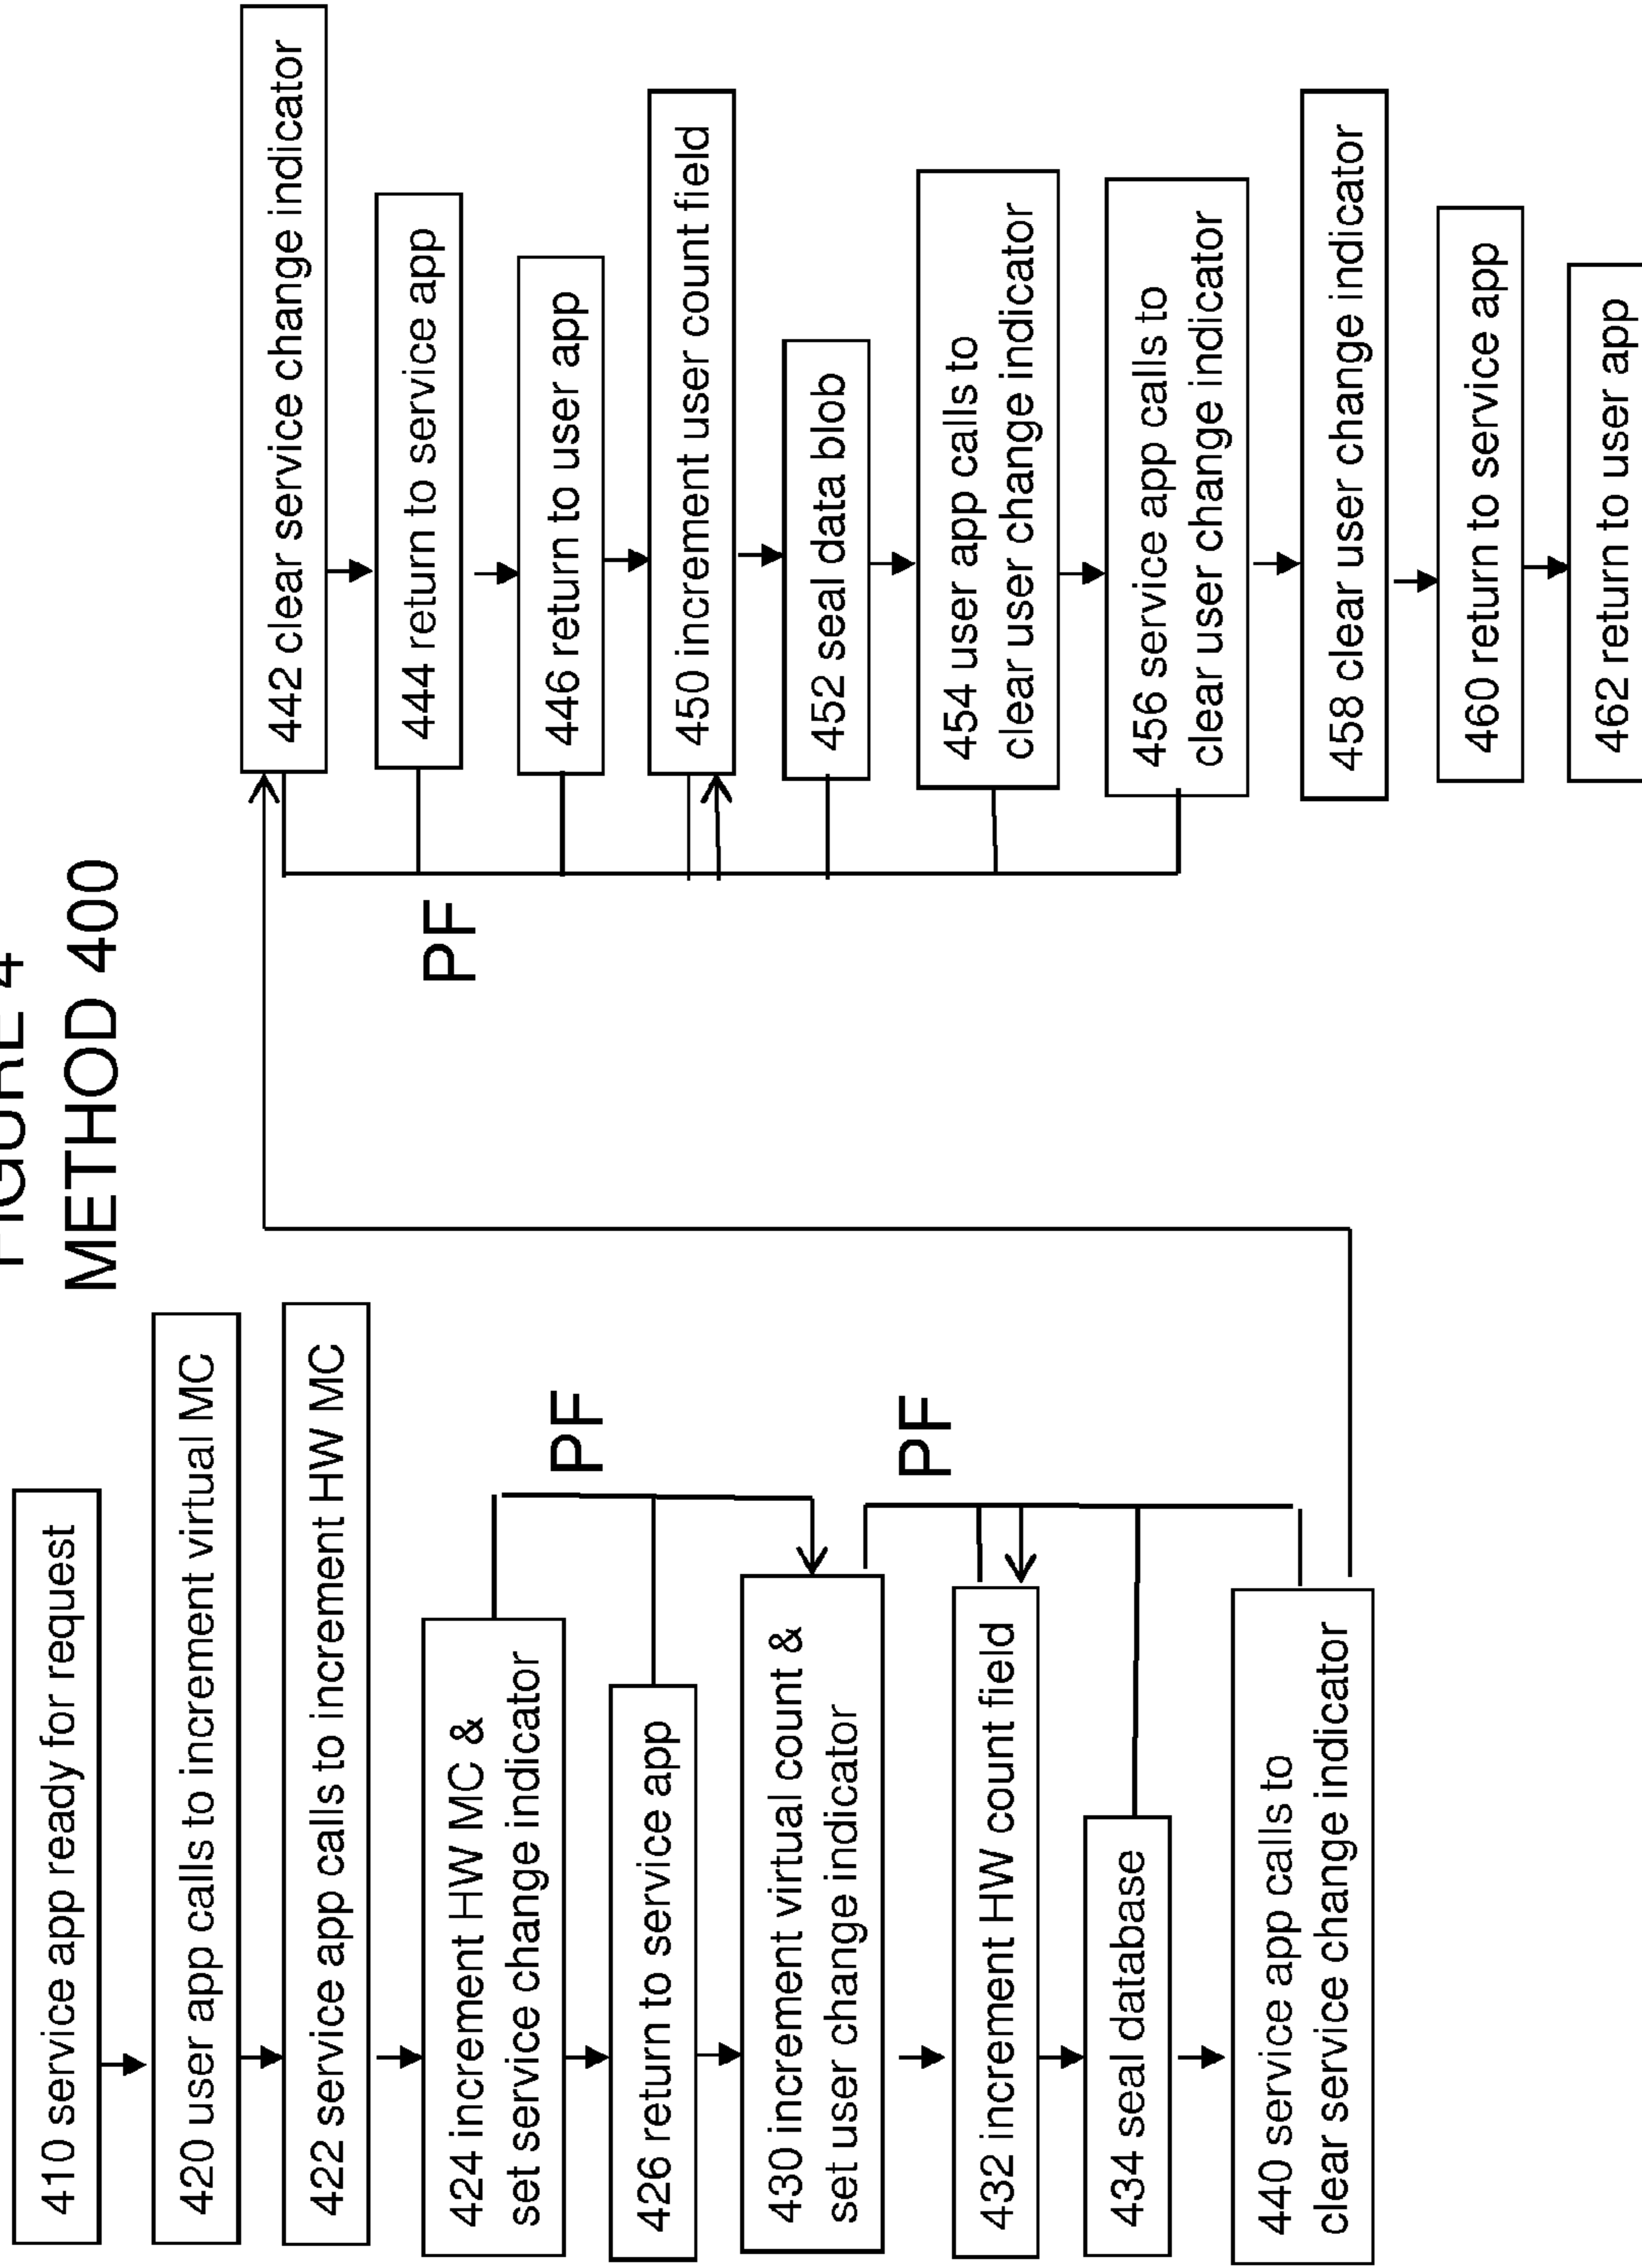 FIGURE 4
METHOD 400
410 service app ready for request
420 user app calls to increment virtual MC
422 service app calls to increment HW MC
424 increment HW MC &
set service change indicator
PF
426 return to service app
430 increment virtual count &
set user change indicator
PF
432 increment HW count field
434 seal database
440 service app calls to
clear service change indicator
442 clear service change indicator
444 return to service app
PF
446 return to user app
450 increment user count field
452 seal data blob
454 user app calls to
clear user change indicator
456 service app calls to
clear user change indicator
458 clear user change indicator
460 return to service app
462 return to user app